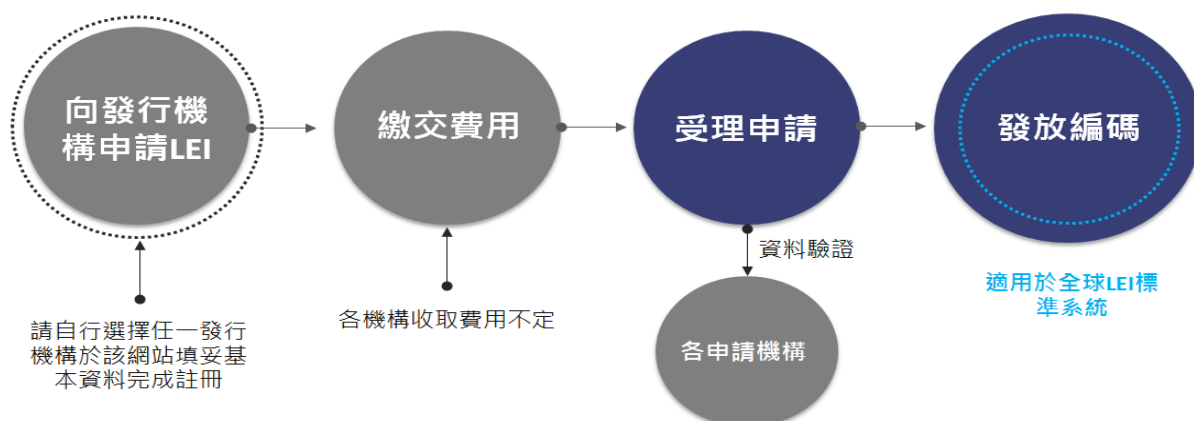 向發行機
構申請LEI
繳交費用
受理申請
發放編碼
資料驗證
請自行選擇任一發行
機構於該網站填妥基
本資料完成註冊
各機構收取費用不定
各申請機構
適用於全球LEI標
準系統